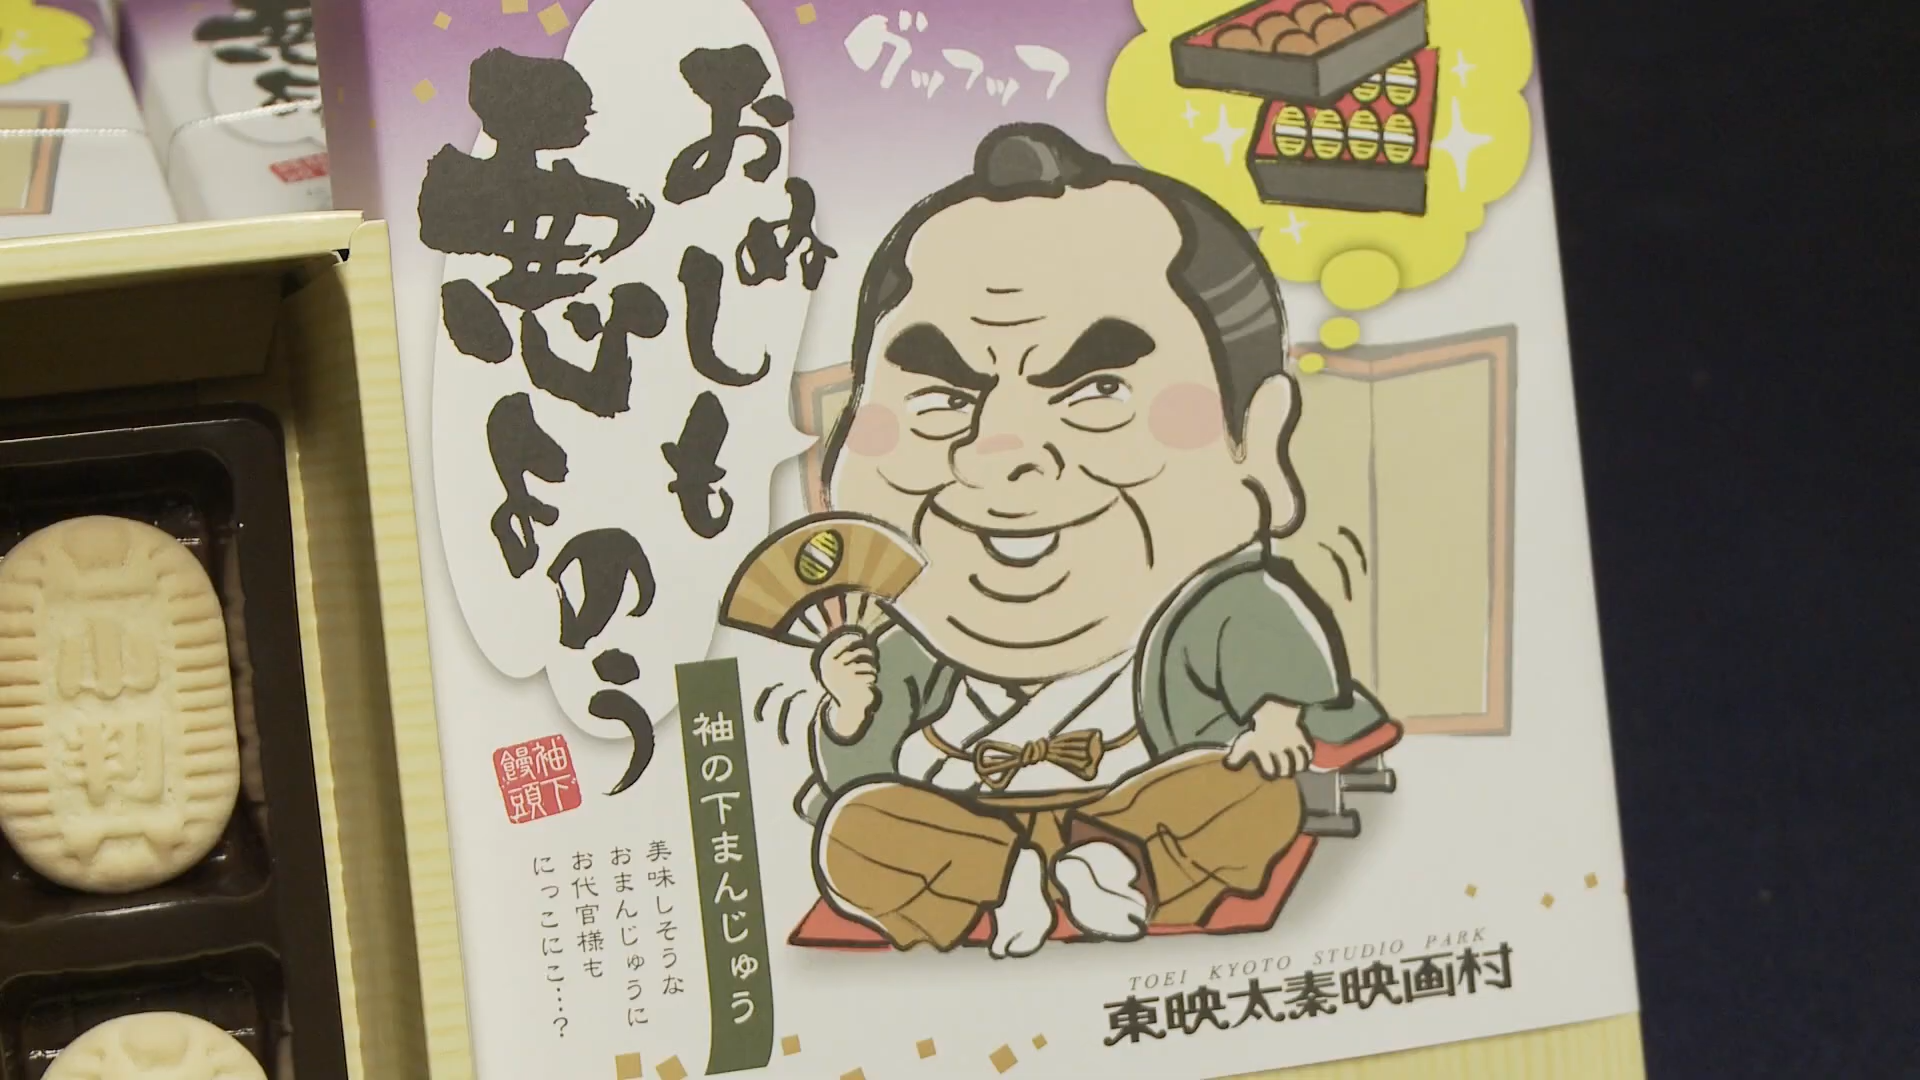 グッフッフ
おぬしも
悪よのう
袖の下まんじゅう
袖下
饅頭
美味しそうな
おまんじゅうに
お代官様も
にっこにこ…?
TOEI KYOTO STUDIO PARK
東映太秦映画村
小判